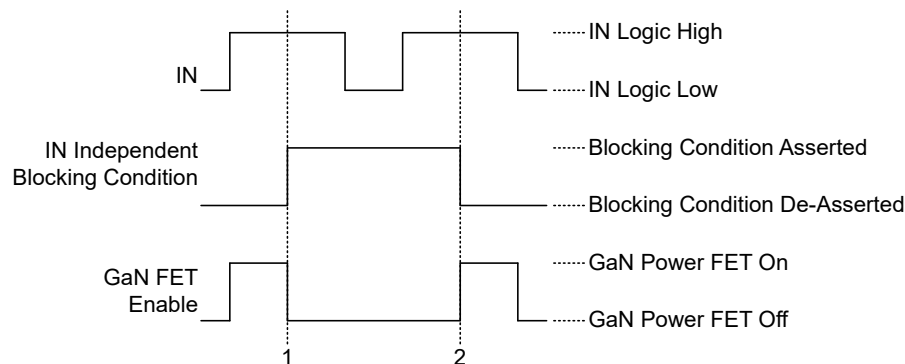 IN
IN Logic High
IN Logic Low
IN Independent
Blocking Condition
Blocking Condition Asserted
Blocking Condition De-Asserted
GaN FET
Enable
GaN Power FET On
GaN Power FET Off
1
2